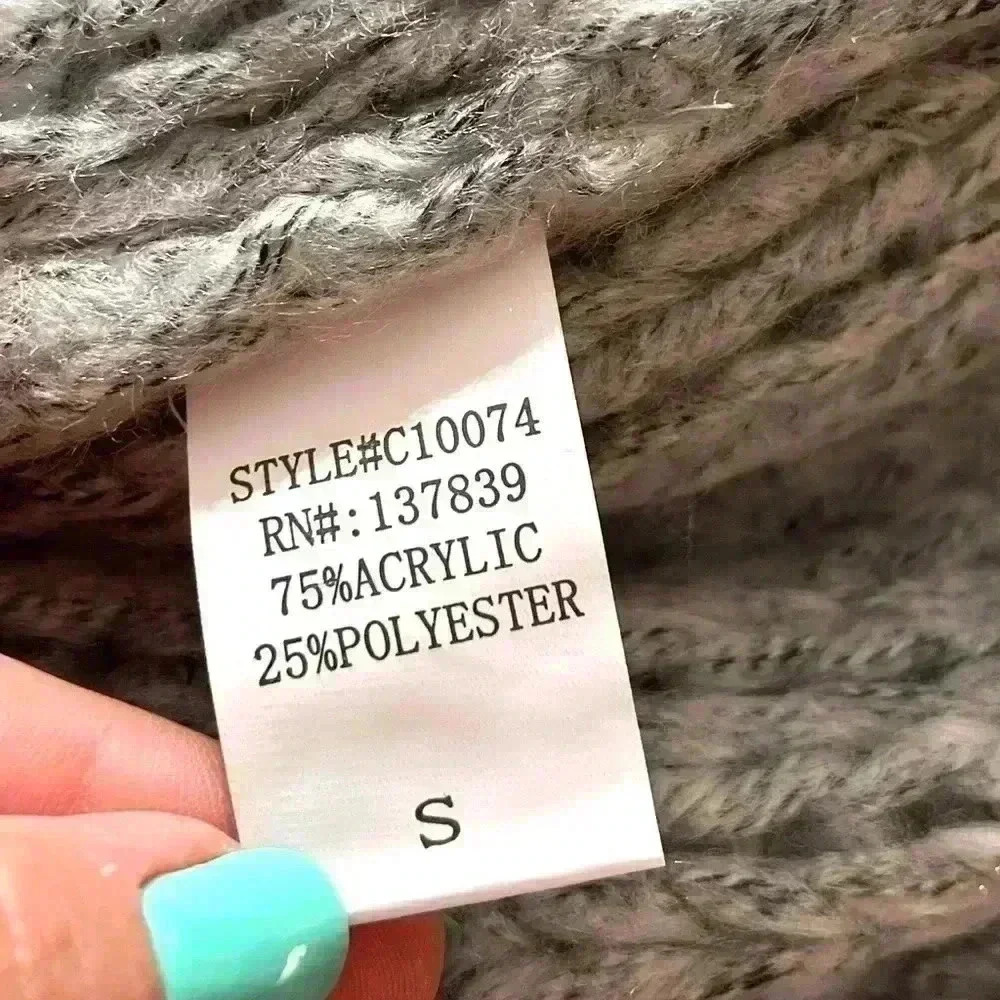 STYLE#C10074
RN#:137839
75%ACRYLIC
25%POLYESTER
S